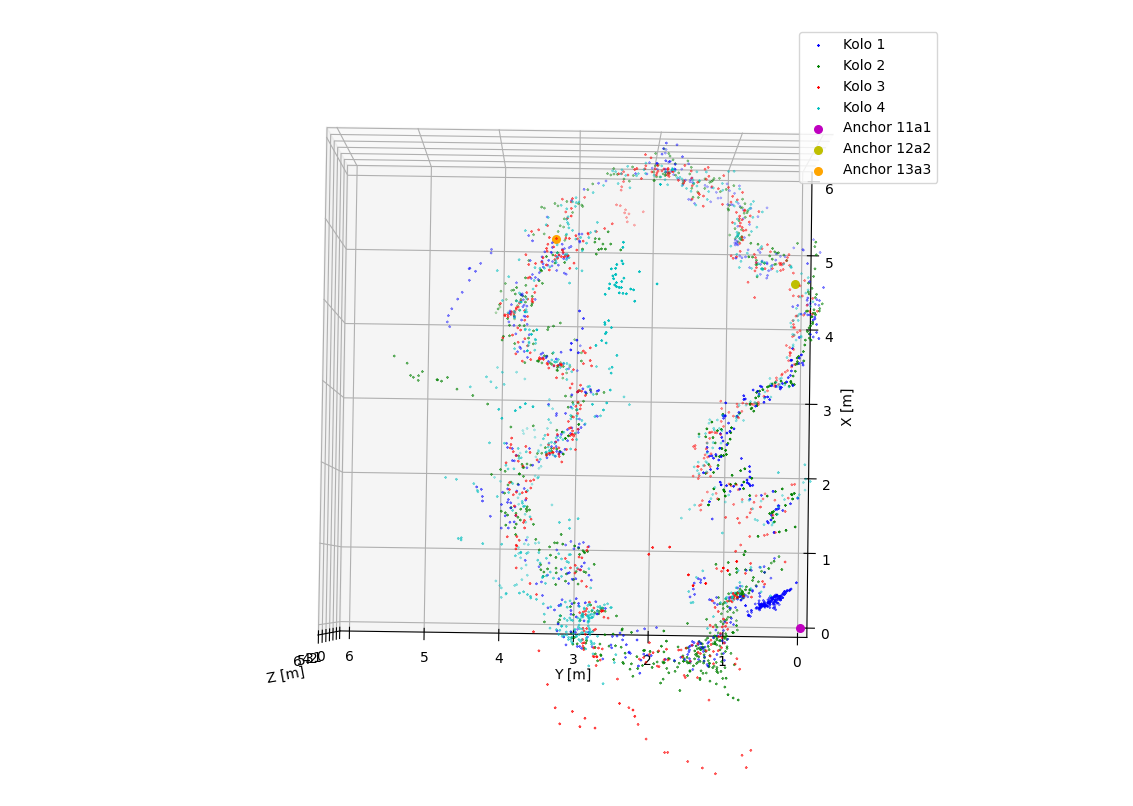 Kolo 1
Kolo 2
Kolo 3
Kolo 4
Anchor 11a1
Anchor 12a2
Anchor 13a3
6
5
4
3
2
1
0
X [m]
6 5 4 3 2 1 0
Y [m]
Z [m]